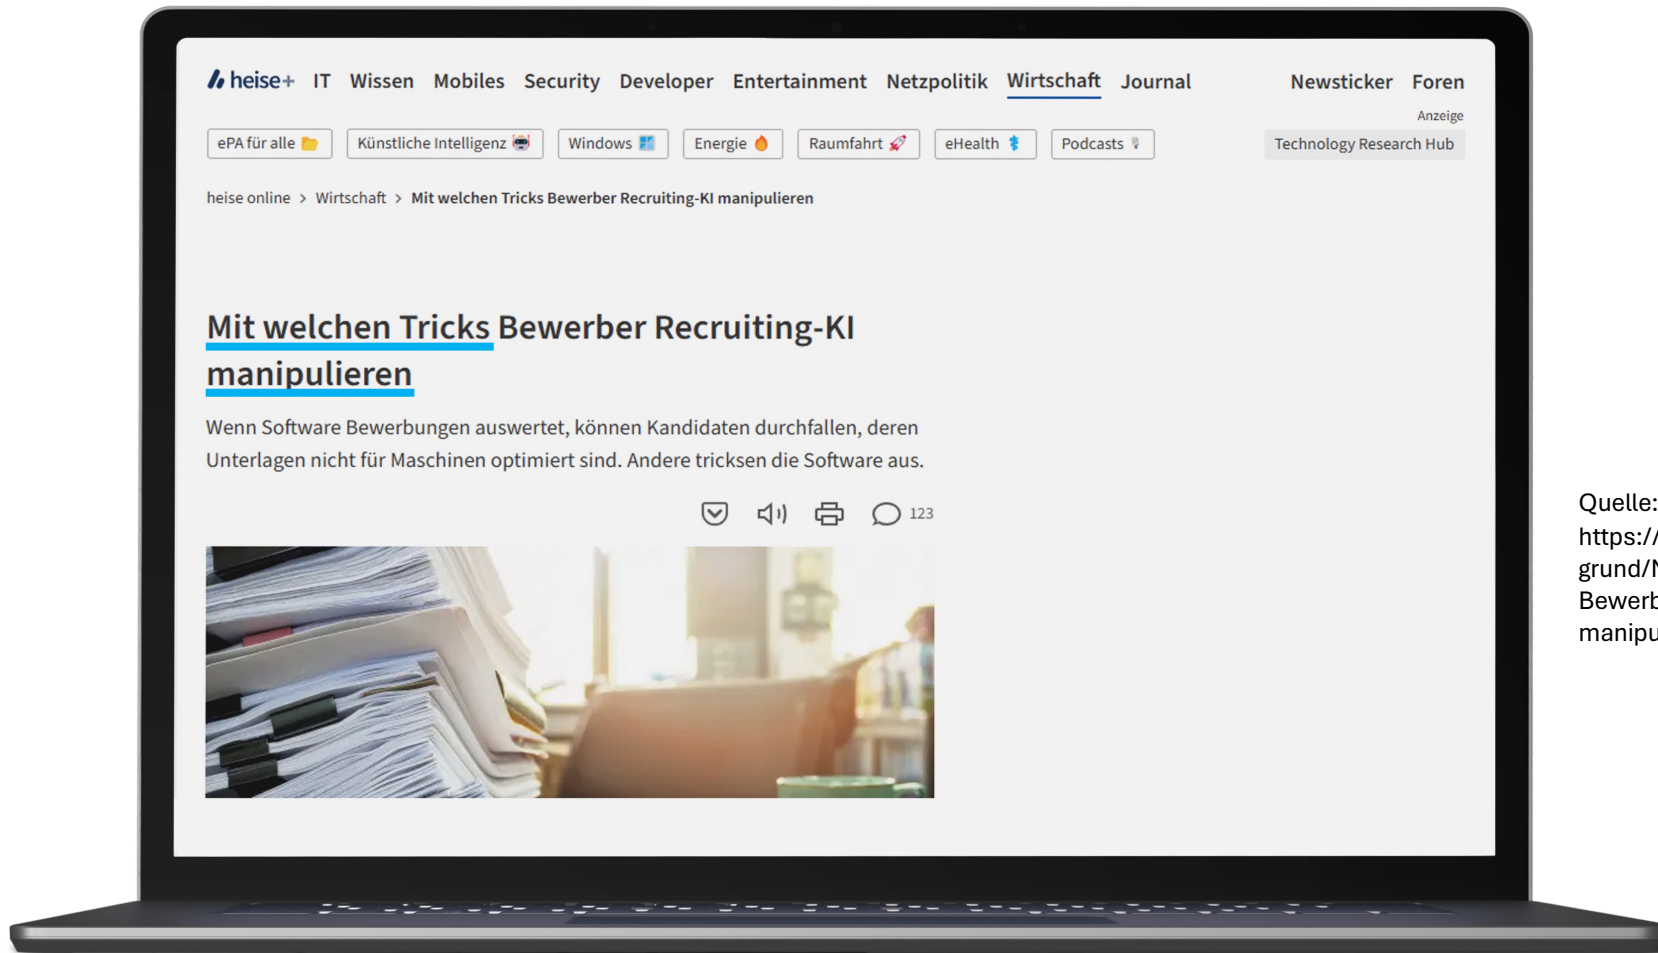 heise+ IT Wissen Mobiles Security Developer Entertainment Netzpolitik Wirtschaft Journal Newsticker Foren
Anzeige
ePA für alle Künstliche Intelligenz Windows Energie Raumfahrt eHealth Podcasts Technology Research Hub
heise online > Wirtschaft > Mit welchen Tricks Bewerber Recruiting-KI manipulieren
Mit welchen Tricks Bewerber Recruiting-KI
manipulieren
Wenn Software Bewerbungen auswertet, können Kandidaten durchfallen, deren
Unterlagen nicht für Maschinen optimiert sind. Andere tricksen die Software aus.
123
Quelle:
https:/
grund/